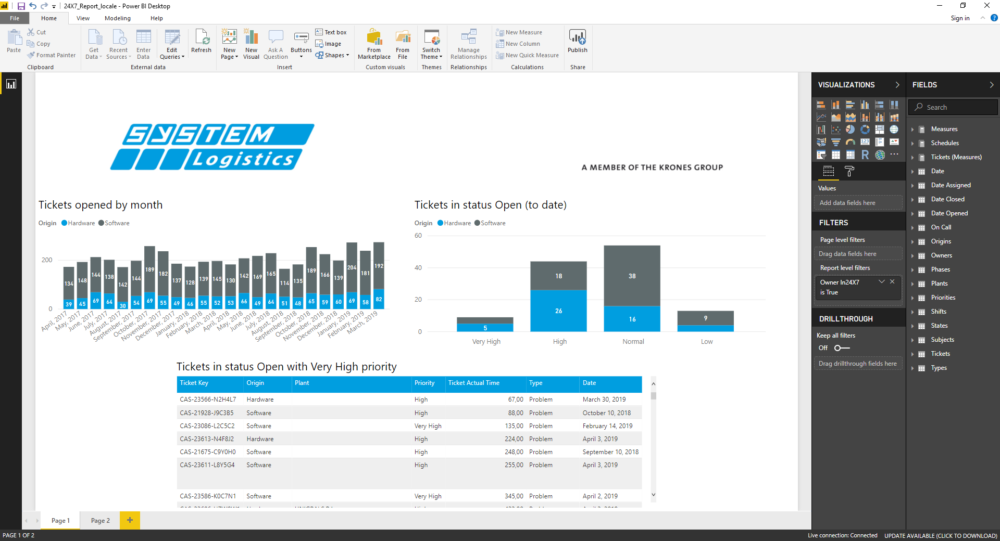 24X7_Report_locale - Power BI Desktop
File Home View Modeling Help
Sign in
Paste
Cut
Copy
Format Painter
Clipboard
Get Data
Recent Sources
Enter Data
Edit Queries
Refresh
External data
New Page
New Visual
Ask A Question
Buttons
Text box
Image
Shapes
Insert
From Marketplace
From File
Custom visuals
Switch Theme
Themes
Manage Relationships
Relationships
New Measure
New Column
New Quick Measure
Calculations
Publish
Share
SYSTEM
Logistics
A MEMBER OF THE KRONES GROUP
Tickets opened by month
Origin Hardware Software
200
0
134 148 144 138 142 144 189 182 137 128 139 145 130 142 169 165 114 135 189 166 139 204 181 192
39 45 69 64 30 54 69 55 49 46 55 52 53 66 49 64 51 48 65 59 60 69 58 82
April, 2017
May, 2017
June, 2017
July, 2017
August, 2017
September, 2017
October, 2017
November, 2017
December, 2017
January, 2018
February, 2018
March, 2018
April, 2018
May, 2018
June, 2018
July, 2018
August, 2018
September, 2018
October, 2018
November, 2018
December, 2018
January, 2019
February, 2019
March, 2019
Tickets in status Open (to date)
Origin Hardware Software
60
40
20
0
18 38 9
5 26 16
Very High High Normal Low
Tickets in status Open with Very High priority
Ticket Key Origin Plant Priority Ticket Actual Time Type Date
CAS-23566-N2H4L7 Hardware High 67,00 Problem March 30, 2019
CAS-21928-J9C3B5 Software High 88,00 Problem October 10, 2018
CAS-23086-L2C5C2 Software Very High 135,00 Problem February 14, 2019
CAS-23613-N4F8J2 Hardware High 224,00 Problem April 3, 2019
CAS-21675-C9Y0H0 Software High 248,00 Problem September 10, 2018
CAS-23611-L8Y5G4 Software High 255,00 Problem April 3, 2019
CAS-23586-K0C7N1 Software Very High 345,00 Problem April 2, 2019
VISUALIZATIONS
Values
Add data fields here
FILTERS
Page level filters
Drag data fields here
Report level filters
Owner In24X7
is True
DRILLTHROUGH
Keep all filters
Off
Drag drillthrough fields here
FIELDS
Search
Measures
Schedules
Tickets (Measures)
Date
Date Assigned
Date Closed
Date Opened
On Call
Origins
Owners
Phases
Plants
Priorities
Shifts
States
Subjects
Tickets
Types
Page 1 Page 2 +
PAGE 1 OF 2
Live connection: Connected UPDATE AVAILABLE (CLICK TO DOWNLOAD)